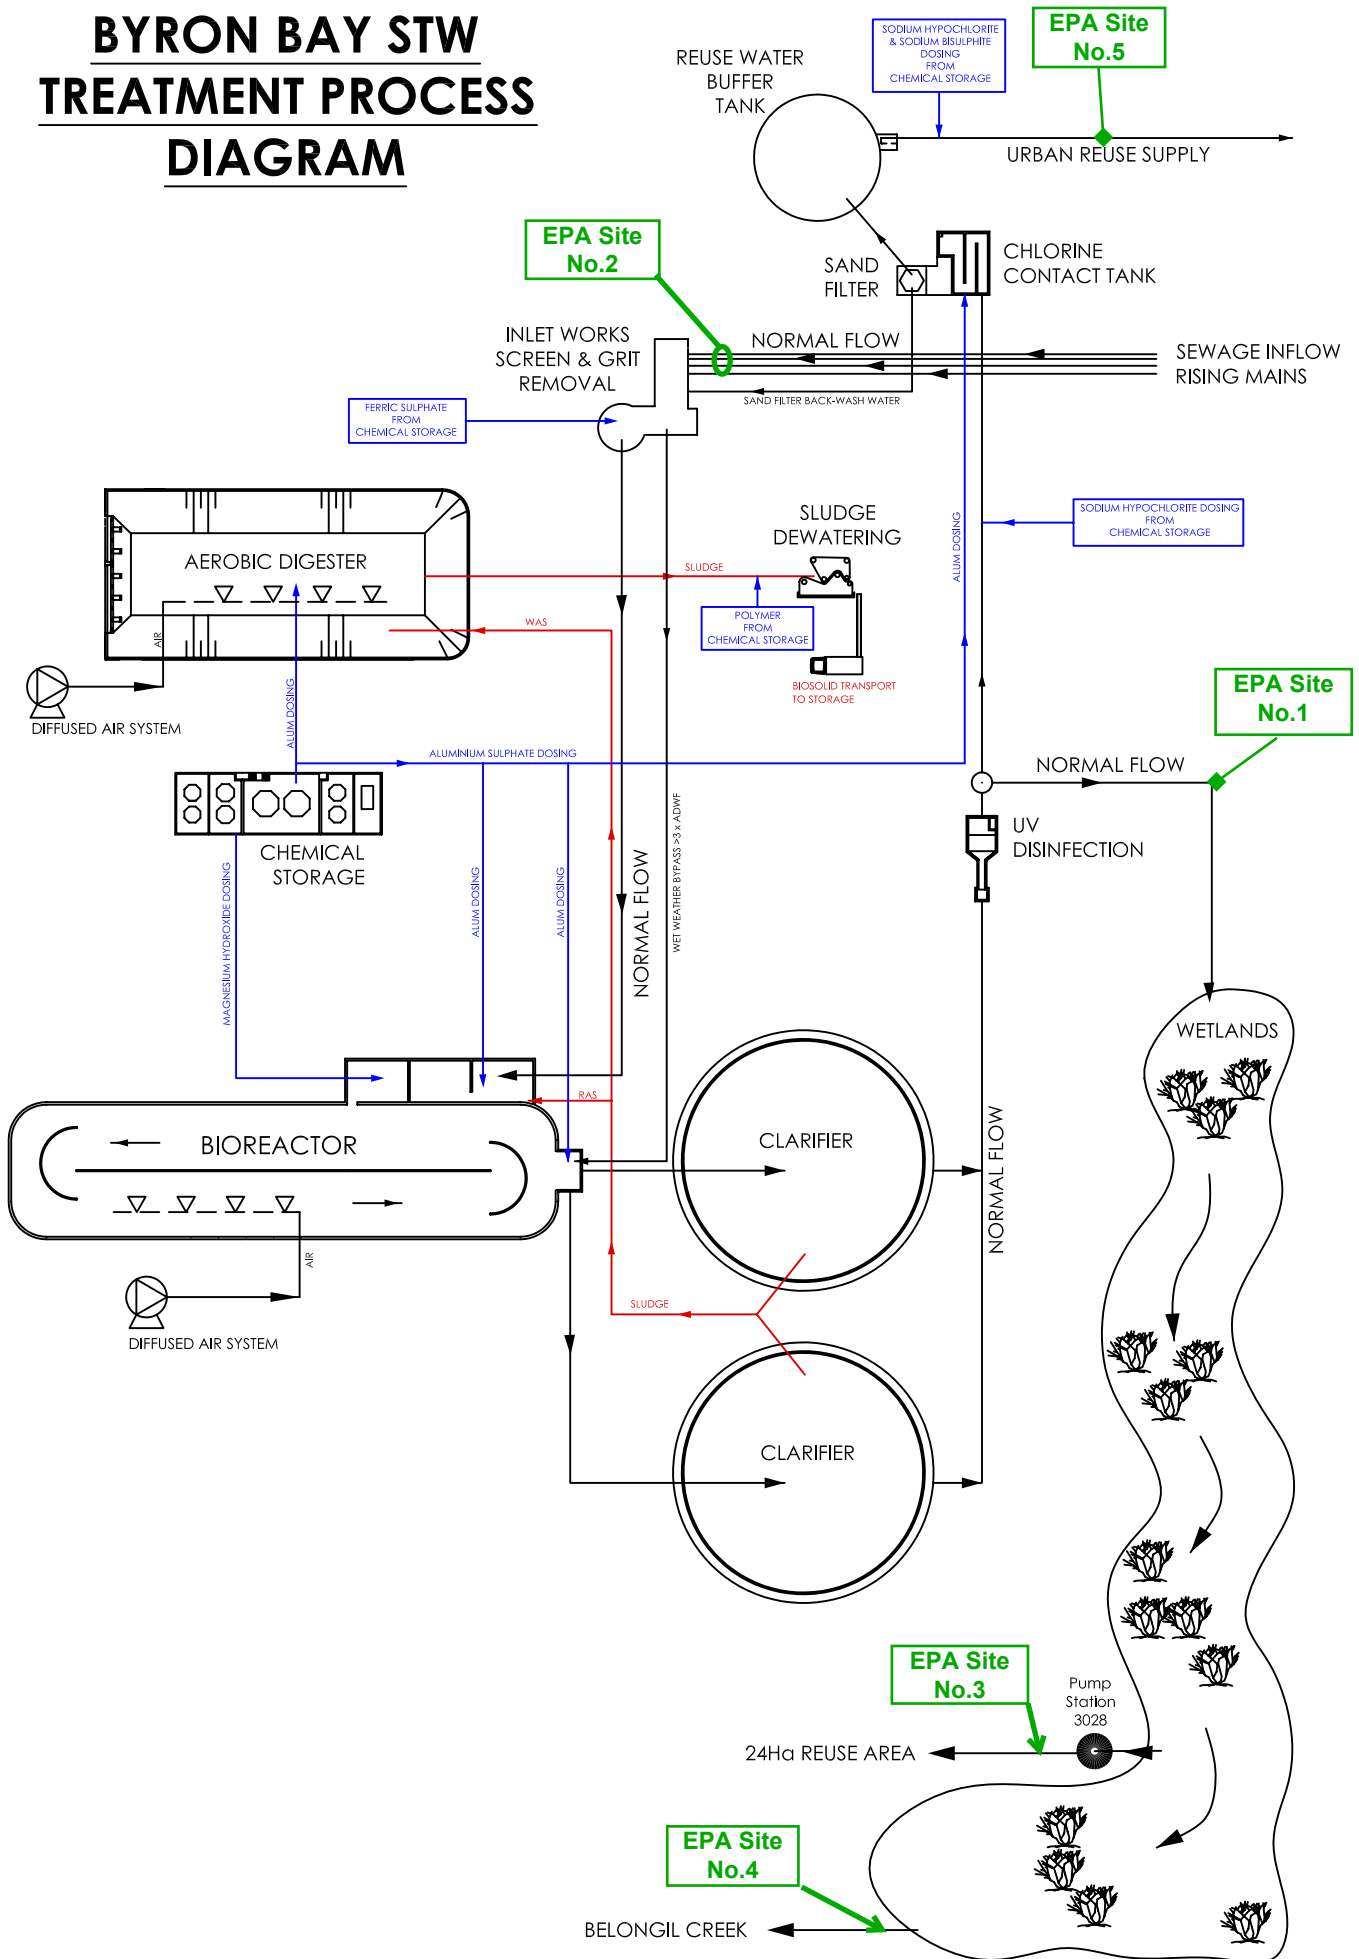 BYRON BAY STW
TREATMENT PROCESS
DIAGRAM
REUSE WATER
BUFFER
TANK
SODIUM HYPOCHLORITE
& SODIUM BISULPHITE
DOSING
FROM
CHEMICAL STORAGE
EPA Site
No.5
URBAN REUSE SUPPLY
EPA Site
No.2
SAND
FILTER
CHLORINE
CONTACT TANK
INLET WORKS
SCREEN & GRIT
REMOVAL
NORMAL FLOW
SEWAGE INFLOW
RISING MAINS
SAND FILTER BACK-WASH WATER
FERRIC SULPHATE
FROM
CHEMICAL STORAGE
SODIUM HYPOCHLORITE DOSING
FROM
CHEMICAL STORAGE
ALUM DOSING
SLUDGE
DEWATERING
AEROBIC DIGESTER
SLUDGE
POLYMER
FROM
CHEMICAL STORAGE
WAS
AIR
BIOSOLID TRANSPORT
TO STORAGE
DIFFUSED AIR SYSTEM
ALUM DOSING
ALUMINIUM SULPHATE DOSING
EPA Site
No.1
NORMAL FLOW
UV
DISINFECTION
CHEMICAL
STORAGE
MAGNESIUM HYDROXIDE DOSING
ALUM DOSING
ALUM DOSING
NORMAL FLOW
WET WEATHER BYPASS >3 x ADWF
WETLANDS
RAS
BIOREACTOR
CLARIFIER
NORMAL FLOW
AIR
SLUDGE
DIFFUSED AIR SYSTEM
CLARIFIER
EPA Site
No.3
Pump
Station
3028
24Ha REUSE AREA
EPA Site
No.4
BELONGIL CREEK